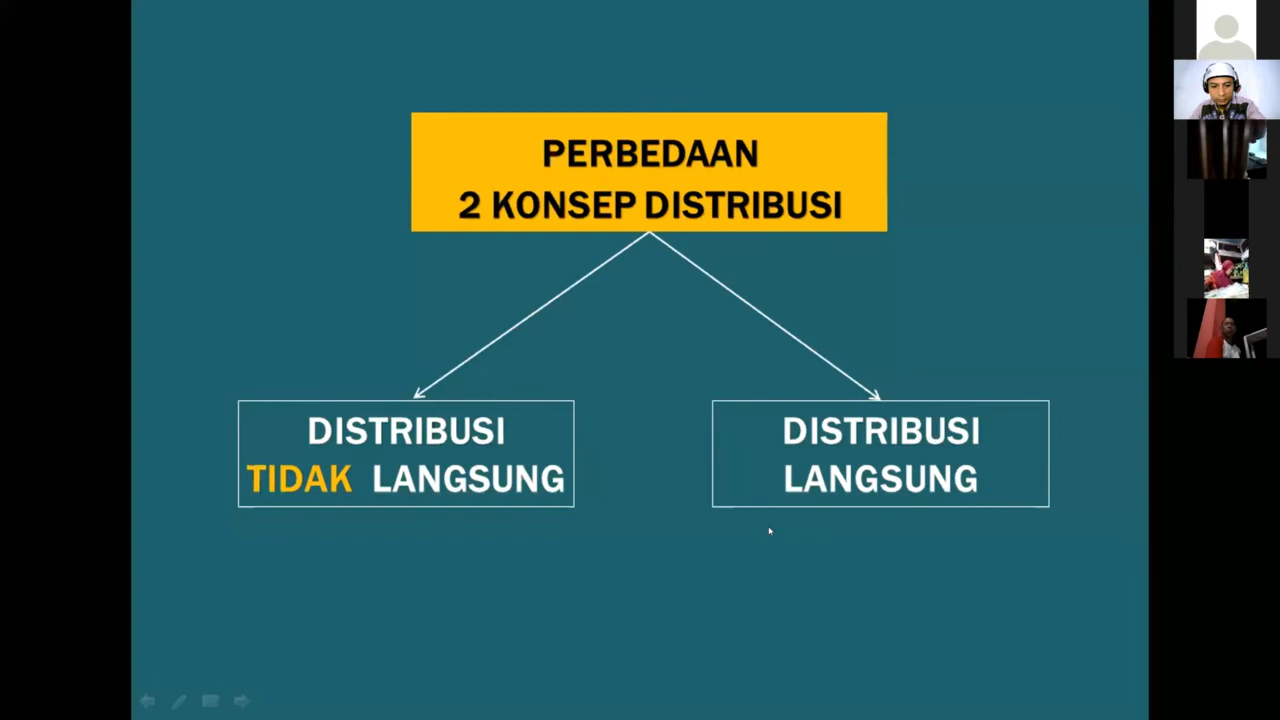 PERBEDAAN
2 KONSEP DISTRIBUSI
DISTRIBUSI
TIDAK LANGSUNG
DISTRIBUSI
LANGSUNG